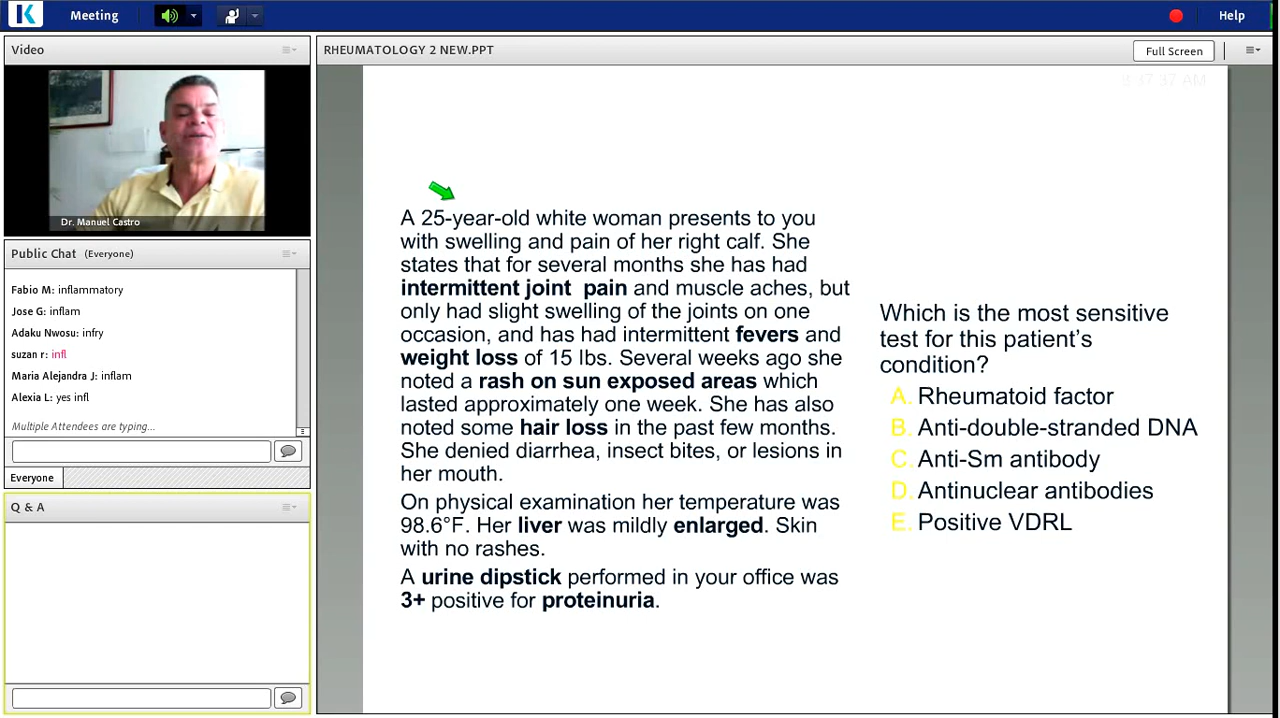 K Meeting Help
Video
RHEUMATOLOGY 2 NEW.PPT
Full Screen
8:37:37 AM
Dr. Manuel Castro
Public Chat (Everyone)
Fabio M: inflammatory
Jose G: inflam
Adaku Nwosu: infry
suzan r: infl
Maria Alejandra J: inflam
Alexia L: yes infl
Multiple Attendees are typing...
Everyone
Q & A
A 25-year-old white woman presents to you
with swelling and pain of her right calf. She
states that for several months she has had
intermittent joint pain and muscle aches, but
only had slight swelling of the joints on one
occasion, and has had intermittent fevers and
weight loss of 15 lbs. Several weeks ago she
noted a rash on sun exposed areas which
lasted approximately one week. She has also
noted some hair loss in the past few months.
She denied diarrhea, insect bites, or lesions in
her mouth.
On physical examination her temperature was
98.6°F. Her liver was mildly enlarged. Skin
with no rashes.
A urine dipstick performed in your office was
3+ positive for proteinuria.
Which is the most sensitive
test for this patient's
condition?
A. Rheumatoid factor
B. Anti-double-stranded DNA
C. Anti-Sm antibody
D. Antinuclear antibodies
E. Positive VDRL